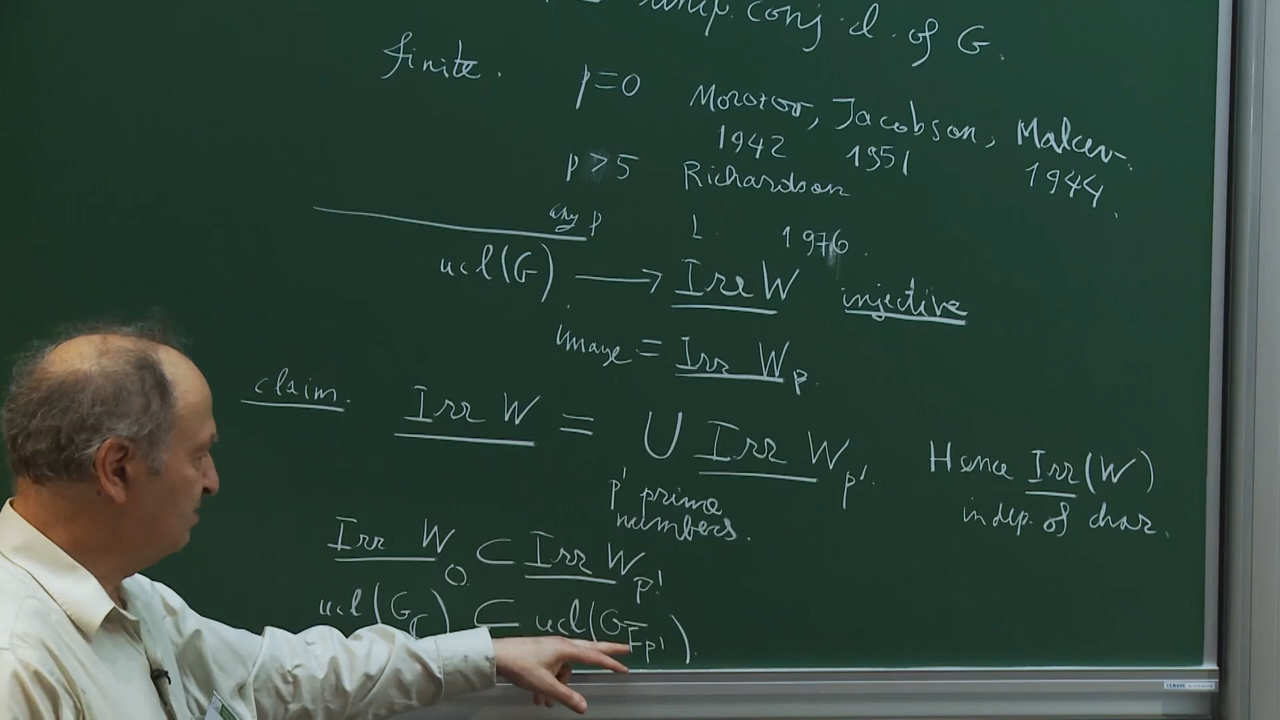 unip. conj. cl. of G.
finite. p=0 Morozov, Jacobson, Malcev.
1942 1951 1944.
p > 5 Richardson
any p L. 1976.
ucl(G) ⟶ Irr W injective
image = Irr W_p.
claim. Irr W = ∪ Irr W_p'. Hence Irr(W)
p' prime numbers. indep. of char.
Irr W_0 ⊂ Irr W_p'
ucl(G_C) ⊂ ucl(G_F̄p').